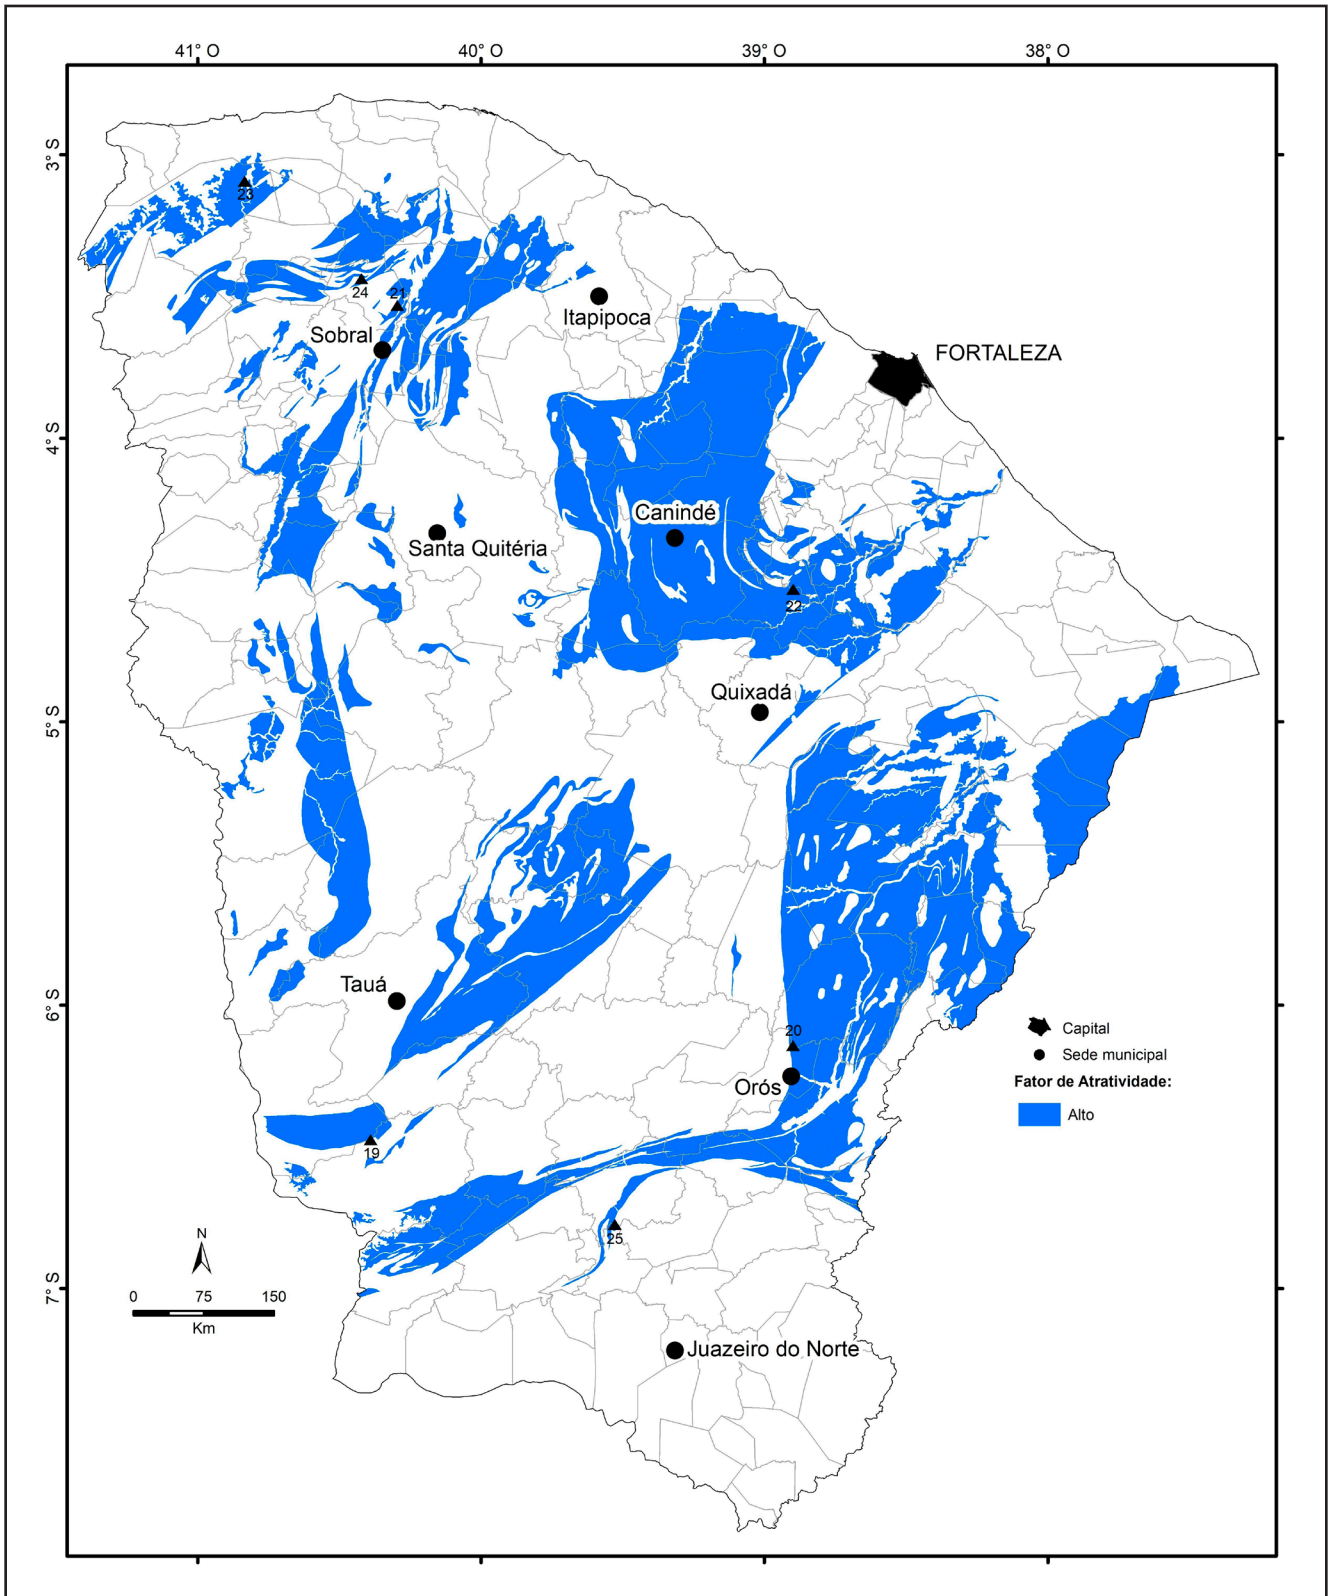 41° O
40° O
39° O
38° O
3° S
23
24
21
Sobral
Itapipoca
FORTALEZA
4° S
Canindé
Santa Quitéria
22
Quixadá
5° S
Tauá
6° S
20
Orós
Capital
Sede municipal
Fator de Atratividade:
Alto
19
25
N
7° S
0 75 150
Km
Juazeiro do Norte